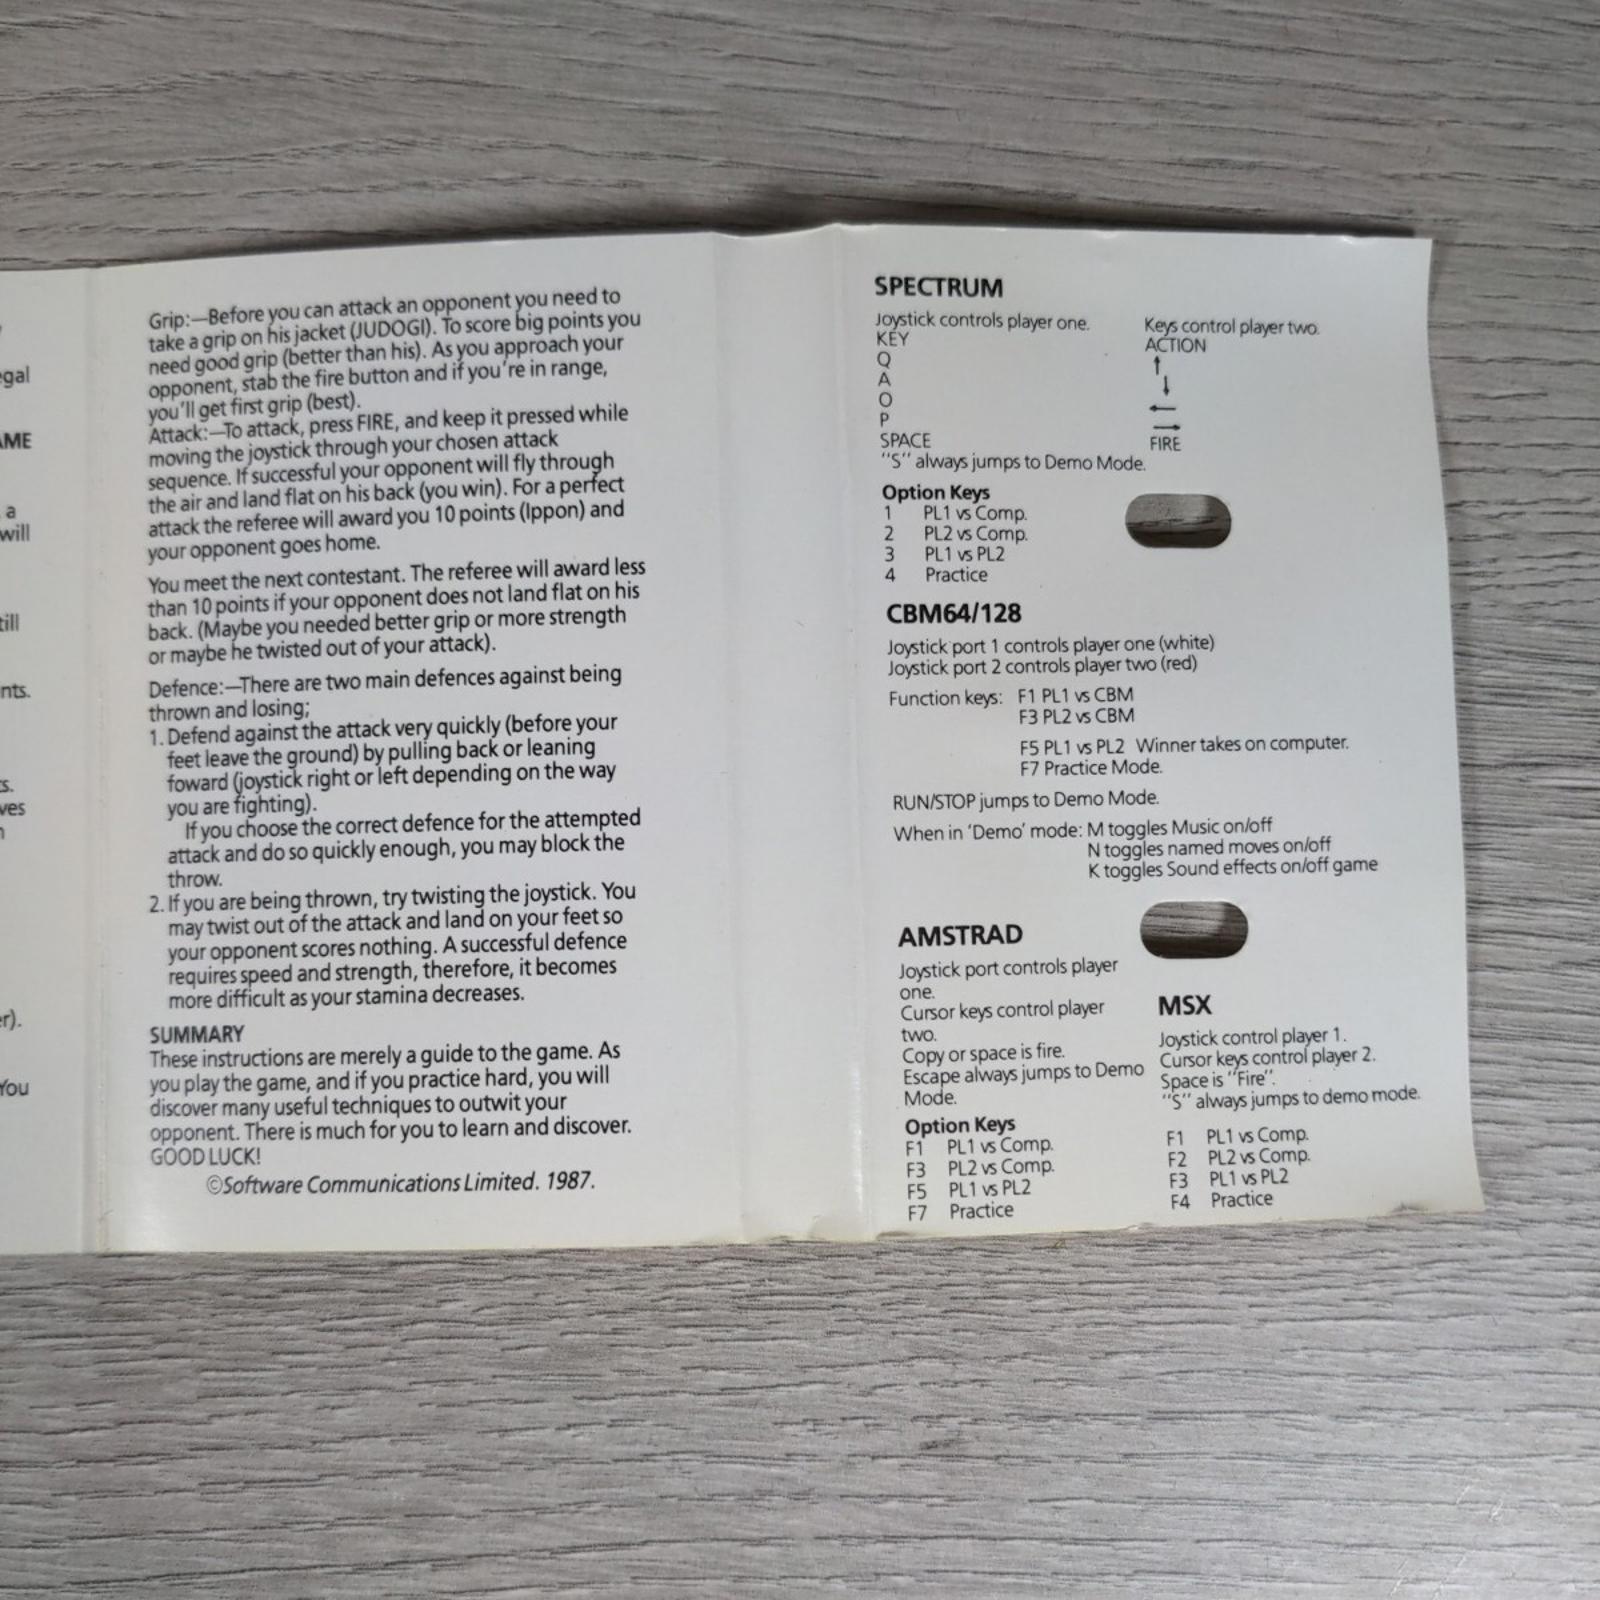 egal
AME
a
will
till
nts.
ts.
ves
er).
You
Grip:—Before you can attack an opponent you need to
take a grip on his jacket (JUDOGI). To score big points you
need good grip (better than his). As you approach your
opponent, stab the fire button and if you're in range,
you'll get first grip (best).
Attack:—To attack, press FIRE, and keep it pressed while
moving the joystick through your chosen attack
sequence. If successful your opponent will fly through
the air and land flat on his back (you win). For a perfect
attack the referee will award you 10 points (Ippon) and
your opponent goes home.
You meet the next contestant. The referee will award less
than 10 points if your opponent does not land flat on his
back. (Maybe you needed better grip or more strength
or maybe he twisted out of your attack).
Defence:—There are two main defences against being
thrown and losing;
1. Defend against the attack very quickly (before your
feet leave the ground) by pulling back or leaning
foward (joystick right or left depending on the way
you are fighting).
If you choose the correct defence for the attempted
attack and do so quickly enough, you may block the
throw.
2. If you are being thrown, try twisting the joystick. You
may twist out of the attack and land on your feet so
your opponent scores nothing. A successful defence
requires speed and strength, therefore, it becomes
more difficult as your stamina decreases.
SUMMARY
These instructions are merely a guide to the game. As
you play the game, and if you practice hard, you will
discover many useful techniques to outwit your
opponent. There is much for you to learn and discover.
GOOD LUCK!
©Software Communications Limited. 1987.
SPECTRUM
Joystick controls player one. Keys control player two.
KEY ACTION
Q ↑
A ↓
O ←
P →
SPACE FIRE
"S" always jumps to Demo Mode.
Option Keys
1 PL1 vs Comp.
2 PL2 vs Comp.
3 PL1 vs PL2
4 Practice
CBM64/128
Joystick port 1 controls player one (white)
Joystick port 2 controls player two (red)
Function keys: F1 PL1 vs CBM
F3 PL2 vs CBM
F5 PL1 vs PL2 Winner takes on computer.
F7 Practice Mode.
RUN/STOP jumps to Demo Mode.
When in 'Demo' mode: M toggles Music on/off
N toggles named moves on/off
K toggles Sound effects on/off game
AMSTRAD
Joystick port controls player
one.
Cursor keys control player
two.
Copy or space is fire.
Escape always jumps to Demo
Mode.
Option Keys
F1 PL1 vs Comp.
F3 PL2 vs Comp.
F5 PL1 vs PL2
F7 Practice
MSX
Joystick control player 1.
Cursor keys control player 2.
Space is "Fire".
"S" always jumps to demo mode.
F1 PL1 vs Comp.
F2 PL2 vs Comp.
F3 PL1 vs PL2
F4 Practice